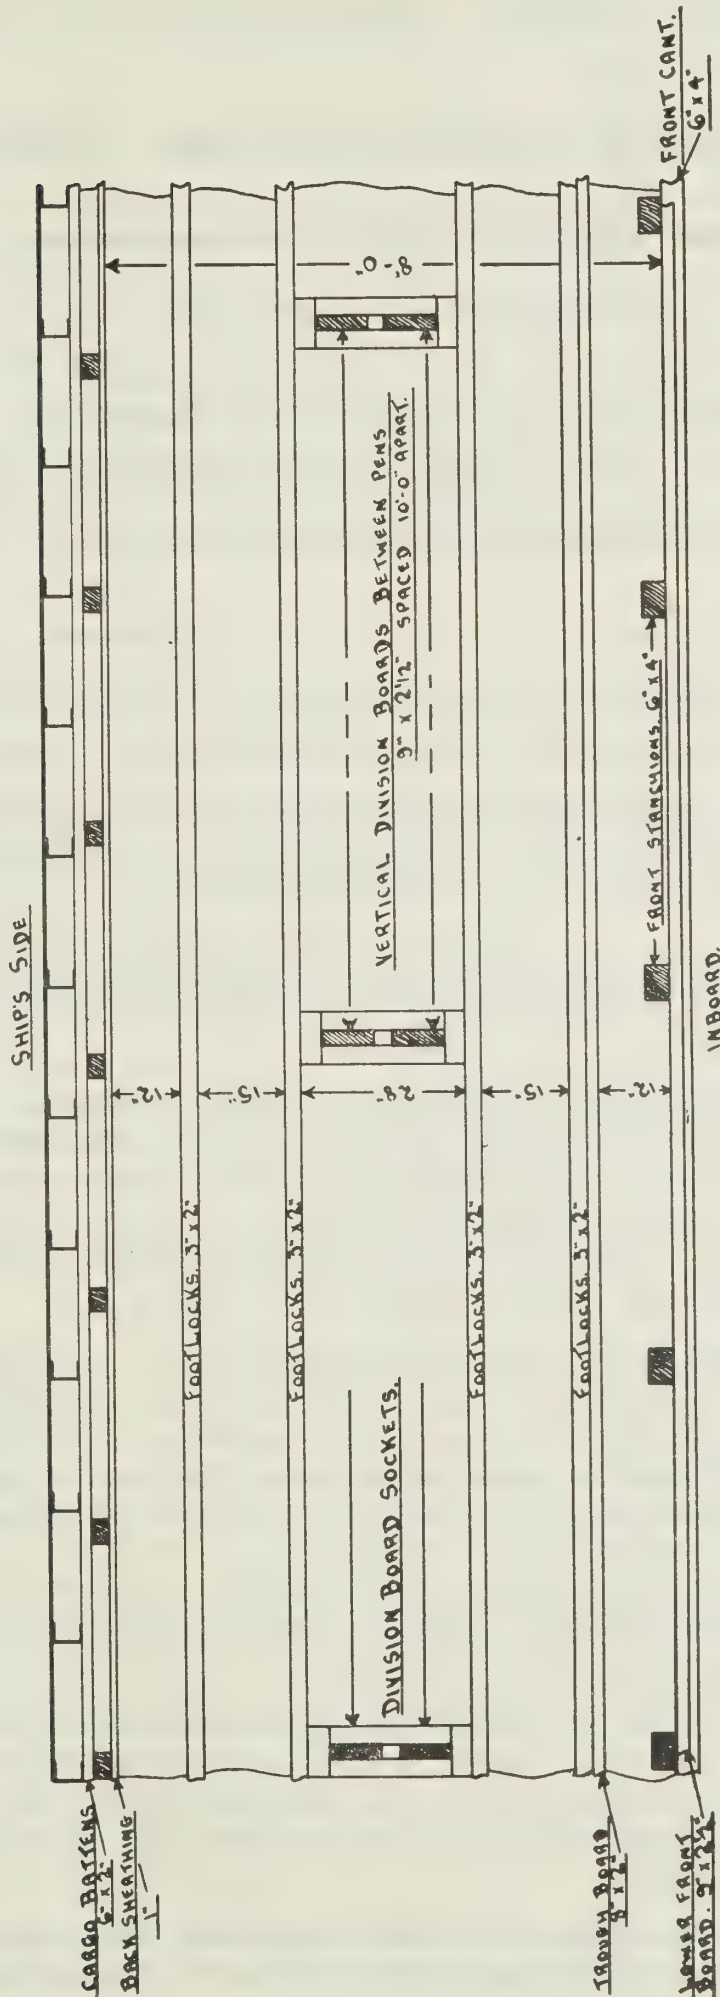 SHIP'S SIDE
CARGO BATTENS
6" x 2"
BACK SHEATHING
1"
12"
FOOTLOCKS. 3" x 2"
15"
FOOTLOCKS. 3" x 2"
DIVISION BOARD SOCKETS.
28"
VERTICAL DIVISION BOARDS BETWEEN PENS
9" x 2½" SPACED 10'-0" APART.
8'-0"
FOOTLOCKS. 3" x 2"
15"
FOOTLOCKS. 3" x 2"
TROUGH BOARD
8" x 2"
12"
FRONT STANCHIONS. 6" x 4"
FRONT CANT.
6" x 4"
LOWER FRONT
BOARD. 9" x
INBOARD.